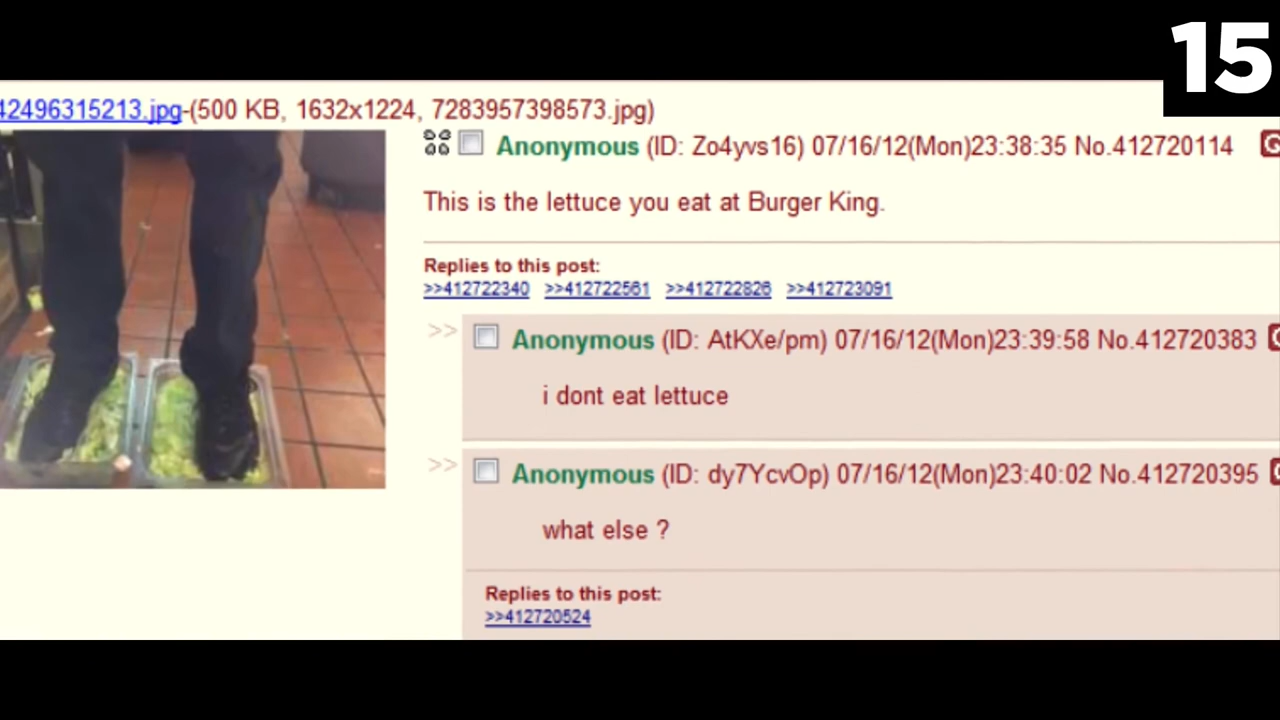 15
42496315213.jpg-(500 KB, 1632x1224, 7283957398573.jpg)
Anonymous (ID: Zo4yvs16) 07/16/12(Mon)23:38:35 No.412720114
This is the lettuce you eat at Burger King.
Replies to this post:
>>412722340 >>412722561 >>412722826 >>412723091
>> Anonymous (ID: AtKXe/pm) 07/16/12(Mon)23:39:58 No.412720383
i dont eat lettuce
>> Anonymous (ID: dy7YcvOp) 07/16/12(Mon)23:40:02 No.412720395
what else ?
Replies to this post:
>>412720524